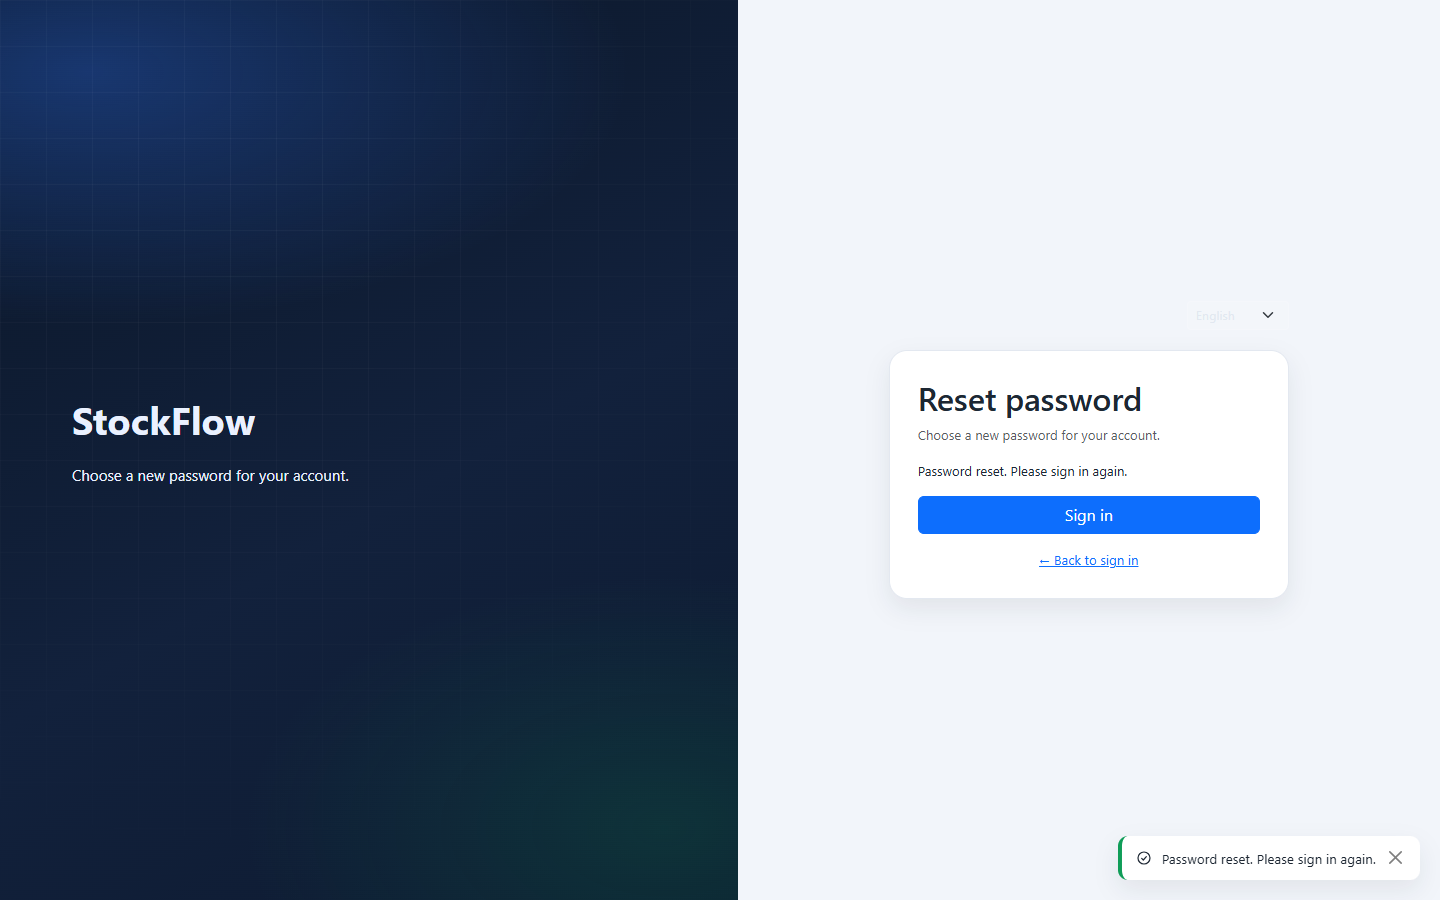 StockFlow
Choose a new password for your account.
English
Reset password
Choose a new password for your account.
Password reset. Please sign in again.
Sign in
← Back to sign in
Password reset. Please sign in again.